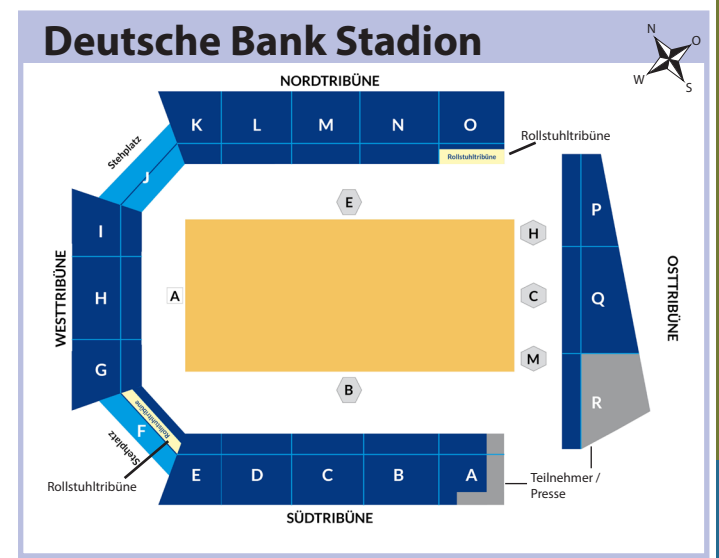 Deutsche Bank Stadion
N
O
W
S
NORDTRIBÜNE
K L M N O
Rollstuhltribüne
Rollstuhltribüne
Stehplatz
J
E
P
I
H
WESTTRIBÜNE
H
A
C
Q
OSTTRIBÜNE
G
M
B
R
Rollstuhltribüne
F
Stehplatz
Rollstuhltribüne
E D C B A
Teilnehmer /
Presse
SÜDTRIBÜNE